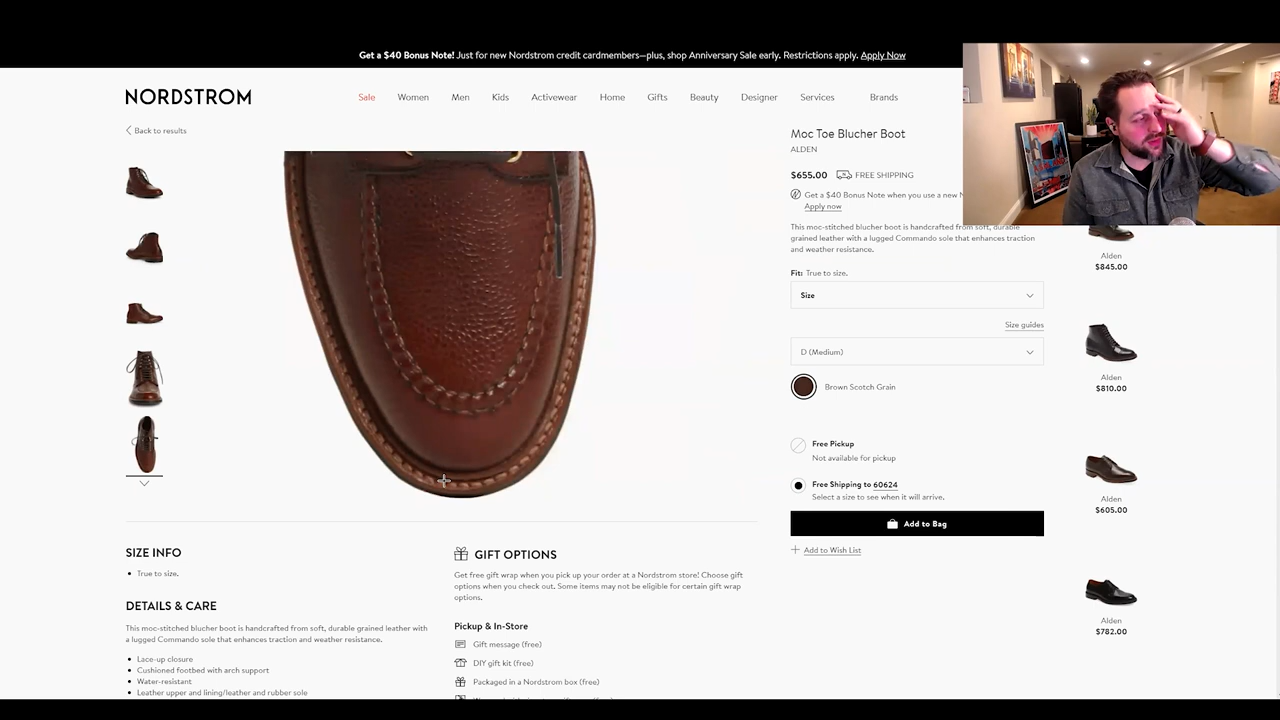 Get a $40 Bonus Note! Just for new Nordstrom credit cardmembers—plus, shop Anniversary Sale early. Restrictions apply. Apply Now
NORDSTROM
Sale Women Men Kids Activewear Home Gifts Beauty Designer Services Brands
Back to results
Moc Toe Blucher Boot
ALDEN
$655.00 FREE SHIPPING
Get a $40 Bonus Note when you use a new N
Apply now
This moc-stitched blucher boot is handcrafted from soft, durable
grained leather with a lugged Commando sole that enhances traction
and weather resistance.
Fit: True to size.
Size
Size guides
D (Medium)
Brown Scotch Grain
Free Pickup
Not available for pickup
Free Shipping to 60624
Select a size to see when it will arrive.
Add to Bag
Add to Wish List
Alden
$845.00
Alden
$810.00
Alden
$605.00
Alden
$782.00
SIZE INFO
True to size.
DETAILS & CARE
This moc-stitched blucher boot is handcrafted from soft, durable grained leather with
a lugged Commando sole that enhances traction and weather resistance.
Lace-up closure
Cushioned footbed with arch support
Water-resistant
Leather upper and lining/leather and rubber sole
GIFT OPTIONS
Get free gift wrap when you pick up your order at a Nordstrom store! Choose gift
options when you check out. Some items may not be eligible for certain gift wrap
options.
Pickup & In-Store
Gift message (free)
DIY gift kit (free)
Packaged in a Nordstrom box (free)